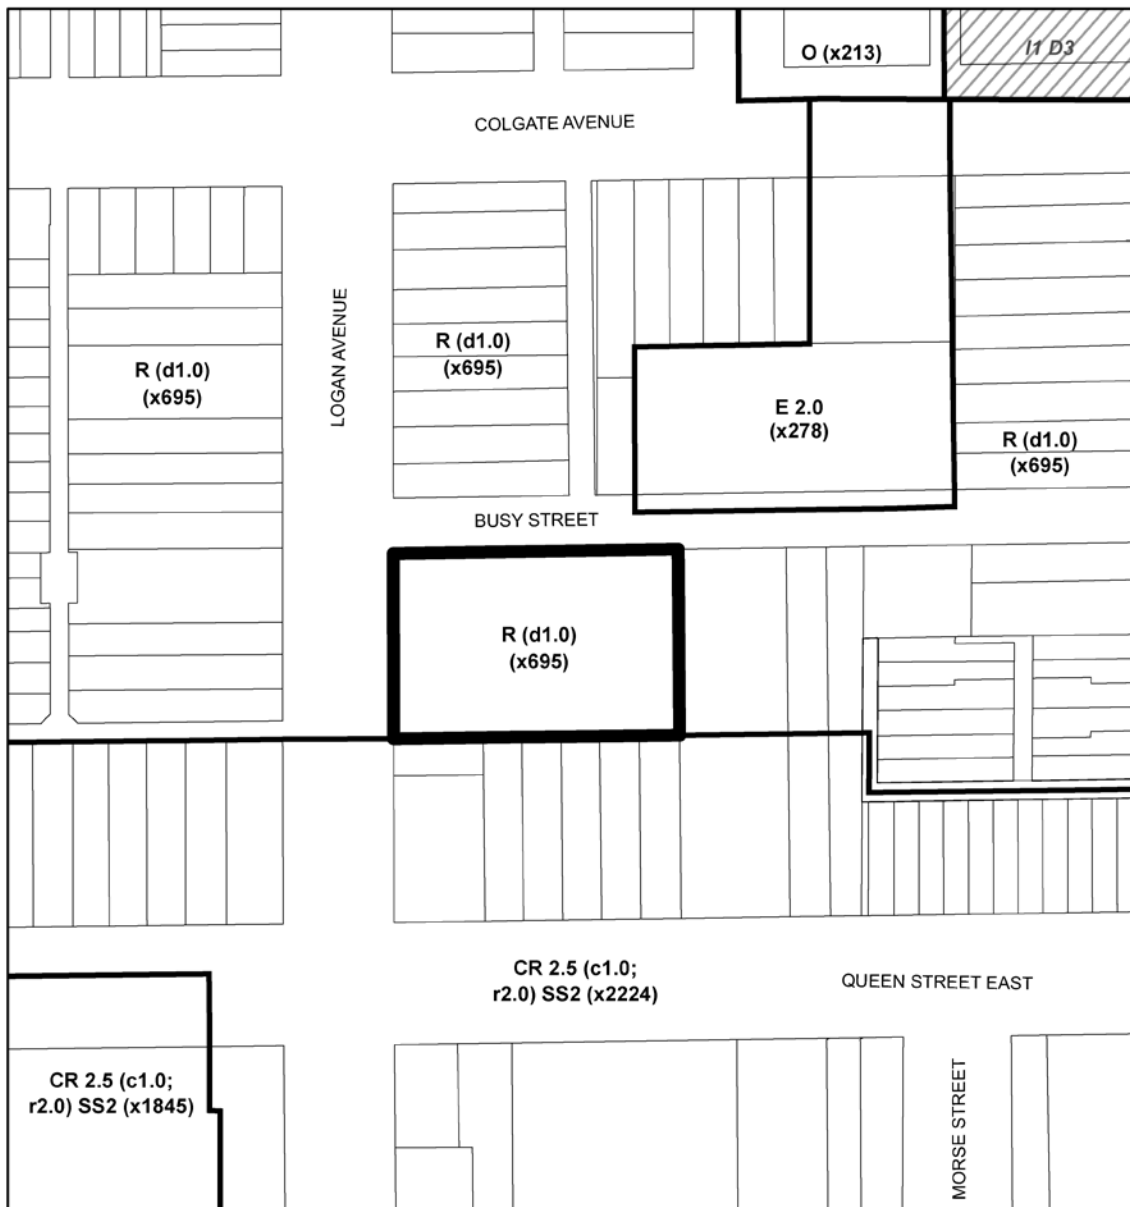 O (x213)
I1 D3
COLGATE AVENUE
LOGAN AVENUE
R (d1.0)
(x695)
R (d1.0)
(x695)
E 2.0
(x278)
R (d1.0)
(x695)
BUSY STREET
R (d1.0)
(x695)
CR 2.5 (c1.0;
r2.0) SS2 (x2224)
QUEEN STREET EAST
CR 2.5 (c1.0;
r2.0) SS2 (x1845)
MORSE STREET